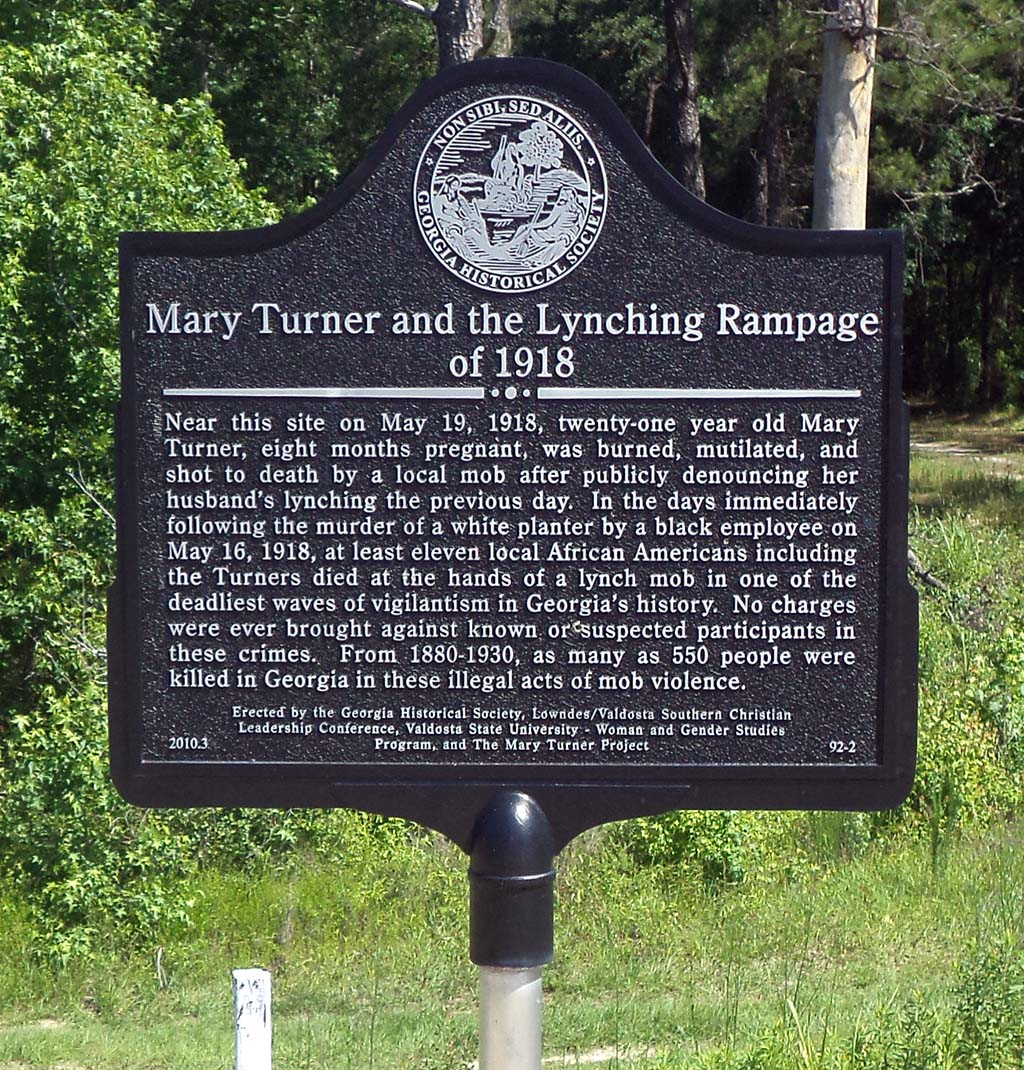 NON SIBI, SED ALIIS.
GEORGIA HISTORICAL SOCIETY
Mary Turner and the Lynching Rampage
of 1918
Near this site on May 19, 1918, twenty-one year old Mary
Turner, eight months pregnant, was burned, mutilated, and
shot to death by a local mob after publicly denouncing her
husband's lynching the previous day. In the days immediately
following the murder of a white planter by a black employee on
May 16, 1918, at least eleven local African Americans including
the Turners died at the hands of a lynch mob in one of the
deadliest waves of vigilantism in Georgia's history. No charges
were ever brought against known or suspected participants in
these crimes. From 1880-1930, as many as 550 people were
killed in Georgia in these illegal acts of mob violence.
Erected by the Georgia Historical Society, Lowndes/Valdosta Southern Christian
Leadership Conference, Valdosta State University - Woman and Gender Studies
2010.3 Program, and The Mary Turner Project 92-2